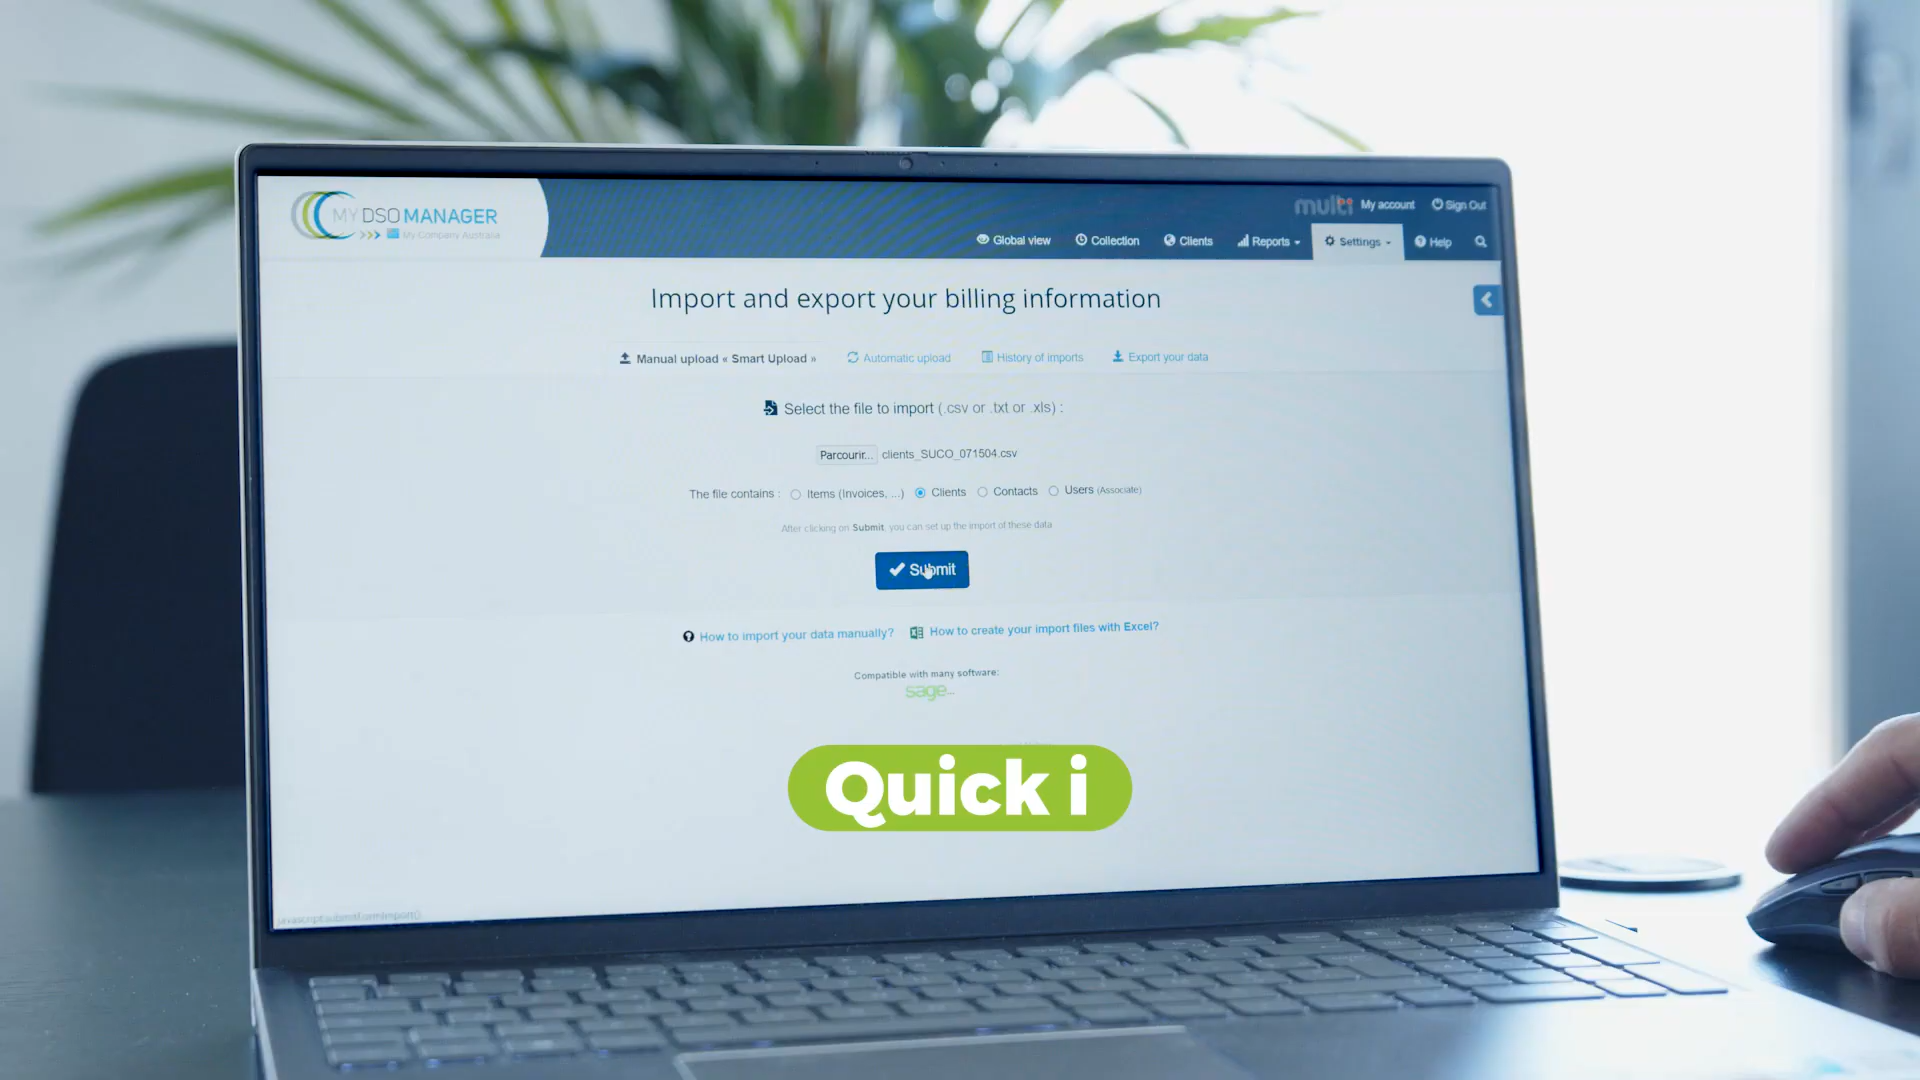 MY DSO MANAGER
My Company Australia
multi My account Sign Out
Global view Collection Clients Reports Settings Help
Import and export your billing information
Manual upload « Smart Upload » Automatic upload History of imports Export your data
Select the file to import (.csv or .txt or .xls) :
Parcourir... clients_SUCO_071504.csv
The file contains : Items (Invoices, ...) Clients Contacts Users (Associate)
After clicking on Submit, you can set up the import of these data
Submit
How to import your data manually? How to create your import files with Excel?
Compatible with many software:
sage
Quick i
javascript:submitFormImport();